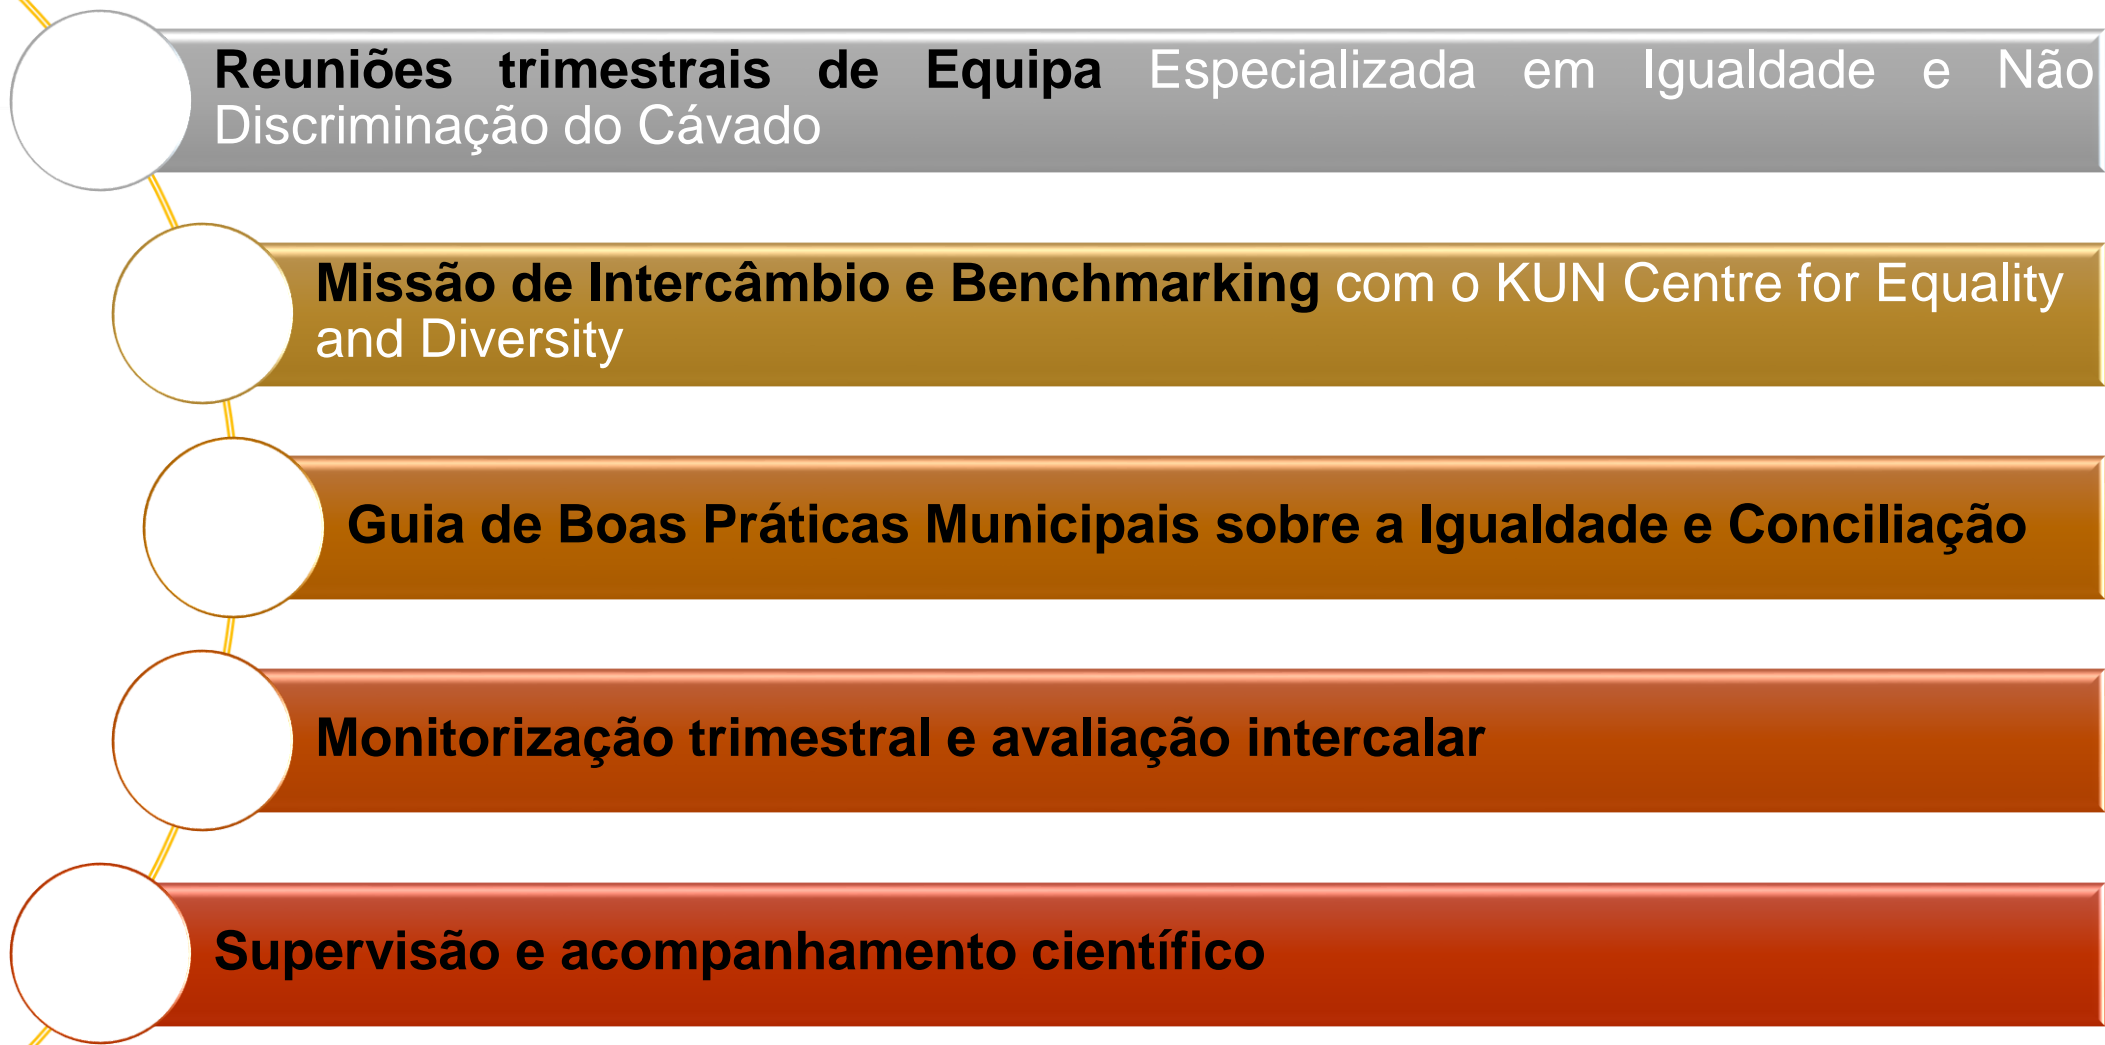 Reuniões trimestrais de Equipa Especializada em Igualdade e Não
Discriminação do Cávado
Missão de Intercâmbio e Benchmarking com o KUN Centre for Equality
and Diversity
Guia de Boas Práticas Municipais sobre a Igualdade e Conciliação
Monitorização trimestral e avaliação intercalar
Supervisão e acompanhamento científico